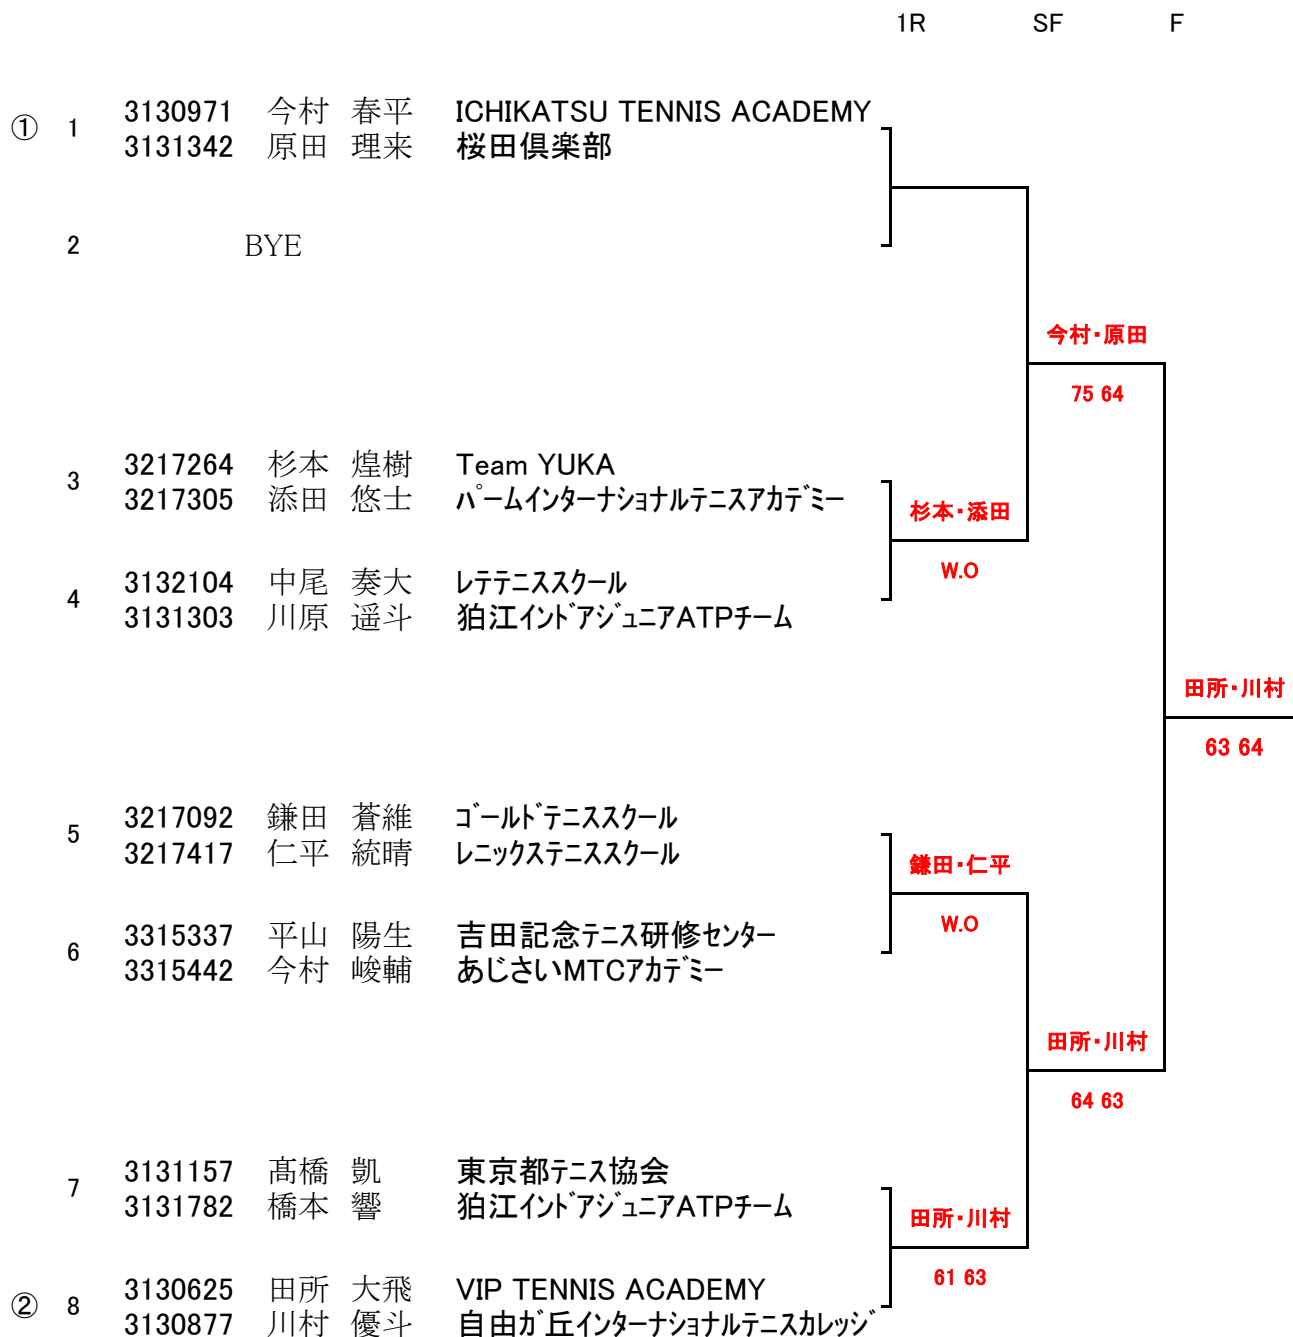 1R SF F
3130971 今村 春平 ICHIKATSU TENNIS ACADEMY
① 1
3131342 原田 理来 桜田倶楽部
2 BYE
今村・原田
75 64
3217264 杉本 煌樹 Team YUKA
3
3217305 添田 悠士 パームインターナショナルテニスアカデミー
杉本・添田
W.O
3132104 中尾 奏大 レテテニススクール
4
3131303 川原 遥斗 狛江インドアジュニアATPチーム
田所・川村
63 64
3217092 鎌田 蒼維 ゴールドテニススクール
5
3217417 仁平 統晴 レニックステニススクール
鎌田・仁平
W.O
3315337 平山 陽生 吉田記念テニス研修センター
6
3315442 今村 峻輔 あじさいMTCアカデミー
田所・川村
64 63
3131157 髙橋 凱 東京都テニス協会
7
3131782 橋本 響 狛江インドアジュニアATPチーム
田所・川村
61 63
3130625 田所 大飛 VIP TENNIS ACADEMY
② 8
3130877 川村 優斗 自由が丘インターナショナルテニスカレッジ